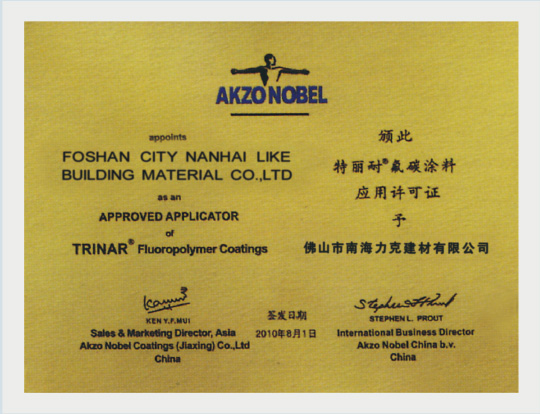 AKZO NOBEL
appoints
FOSHAN CITY NANHAI LIKE
BUILDING MATERIAL CO.,LTD
as an
APPROVED APPLICATOR
of
TRINAR® Fluoropolymer Coatings
颁此
特丽耐®氟碳涂料
应用许可证
予
佛山市南海力克建材有限公司
KEN Y.F.MUI
Sales & Marketing Director, Asia
Akzo Nobel Coatings (Jiaxing) Co.,Ltd
China
签发日期
2010年8月1日
Stephen L Prout
STEPHEN L. PROUT
International Business Director
Akzo Nobel China b.v.
China